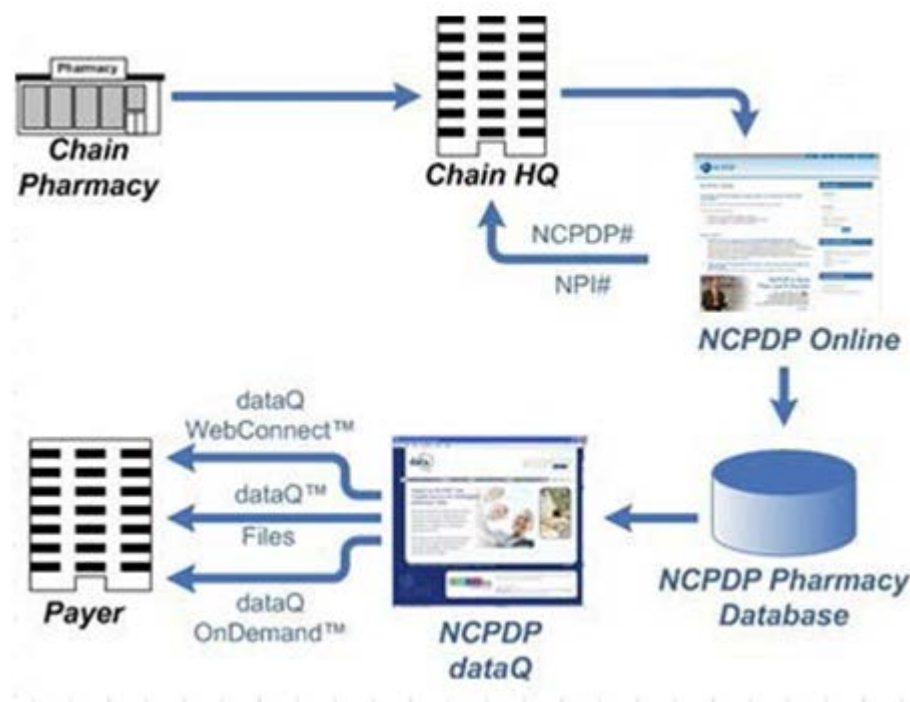 Pharmacy
Chain
Pharmacy
Chain HQ
NCPDP#
NPI#
NCPDP Online
dataQ
WebConnect™
dataQ™
Files
dataQ
OnDemand™
Payer
NCPDP
dataQ
NCPDP Pharmacy
Database